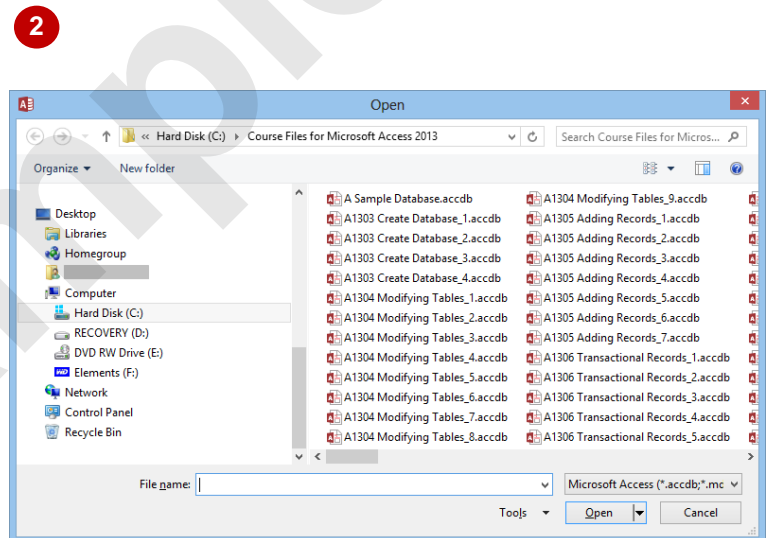 2
Open
« Hard Disk (C:) Course Files for Microsoft Access 2013
Search Course Files for Micros...
Organize
New folder
Desktop
Libraries
Homegroup
Computer
Hard Disk (C:)
RECOVERY (D:)
DVD RW Drive (E:)
Elements (F:)
Network
Control Panel
Recycle Bin
A Sample Database.accdb
A1303 Create Database_1.accdb
A1303 Create Database_2.accdb
A1303 Create Database_3.accdb
A1303 Create Database_4.accdb
A1304 Modifying Tables_1.accdb
A1304 Modifying Tables_2.accdb
A1304 Modifying Tables_3.accdb
A1304 Modifying Tables_4.accdb
A1304 Modifying Tables_5.accdb
A1304 Modifying Tables_6.accdb
A1304 Modifying Tables_7.accdb
A1304 Modifying Tables_8.accdb
A1304 Modifying Tables_9.accdb
A1305 Adding Records_1.accdb
A1305 Adding Records_2.accdb
A1305 Adding Records_3.accdb
A1305 Adding Records_4.accdb
A1305 Adding Records_5.accdb
A1305 Adding Records_6.accdb
A1305 Adding Records_7.accdb
A1306 Transactional Records_1.accdb
A1306 Transactional Records_2.accdb
A1306 Transactional Records_3.accdb
A1306 Transactional Records_4.accdb
A1306 Transactional Records_5.accdb
File name:
Microsoft Access (*.accdb;*.mc
Tools
Open
Cancel